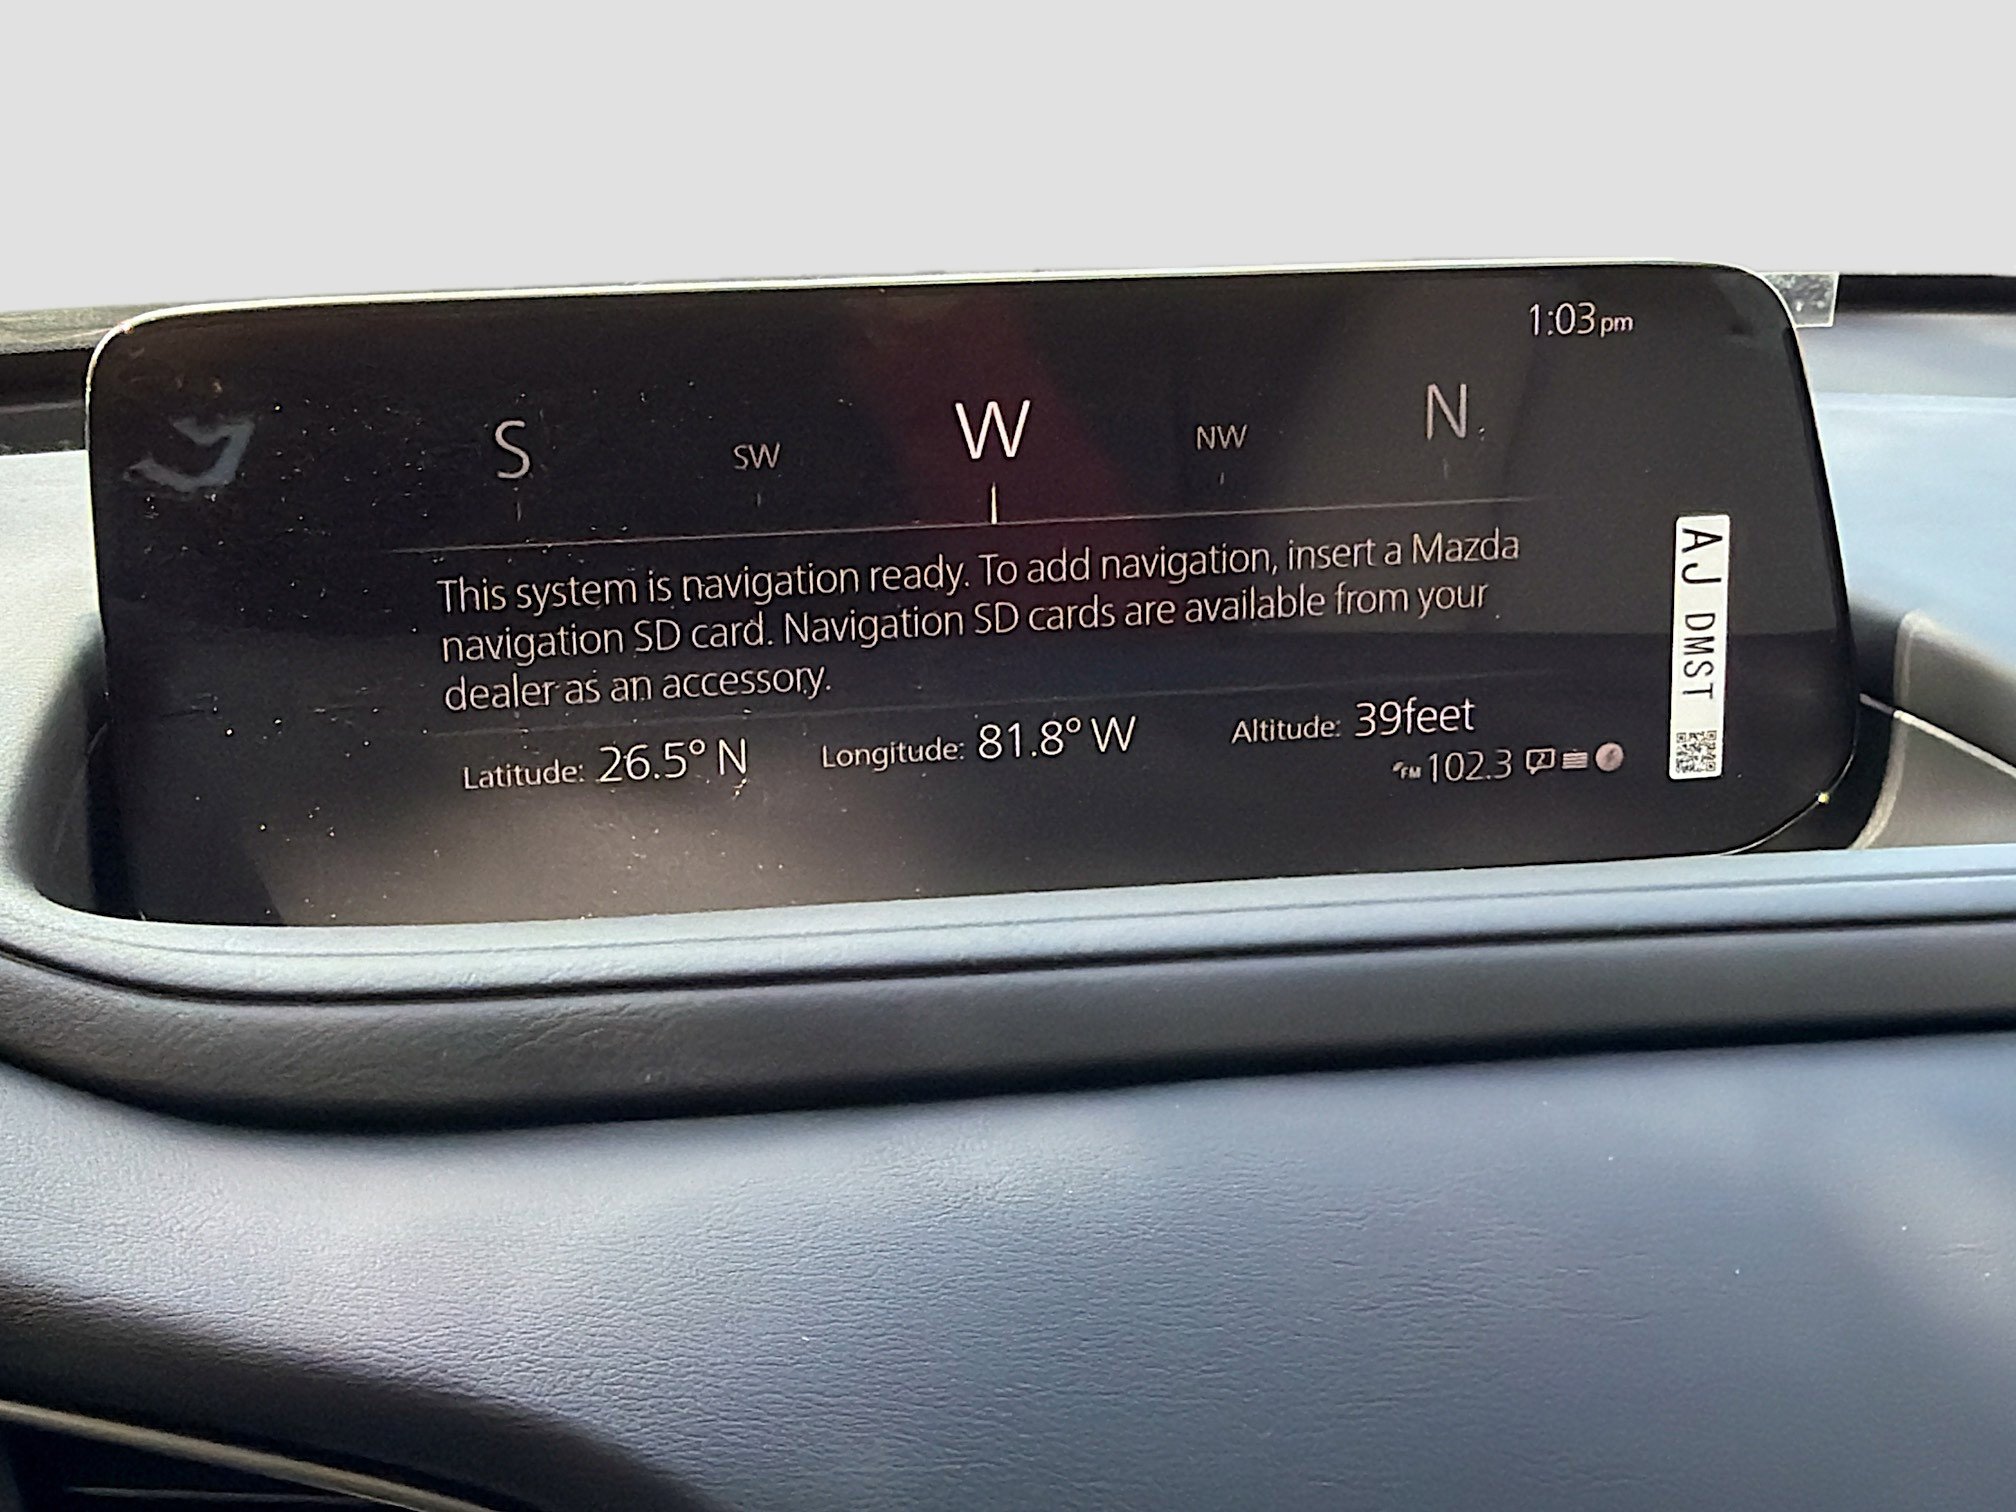 1:03pm
S SW W NW N
This system is navigation ready. To add navigation, insert a Mazda
navigation SD card. Navigation SD cards are available from your
dealer as an accessory.
Latitude: 26.5° N Longitude: 81.8° W Altitude: 39feet
FM 102.3 2
AJ DMST